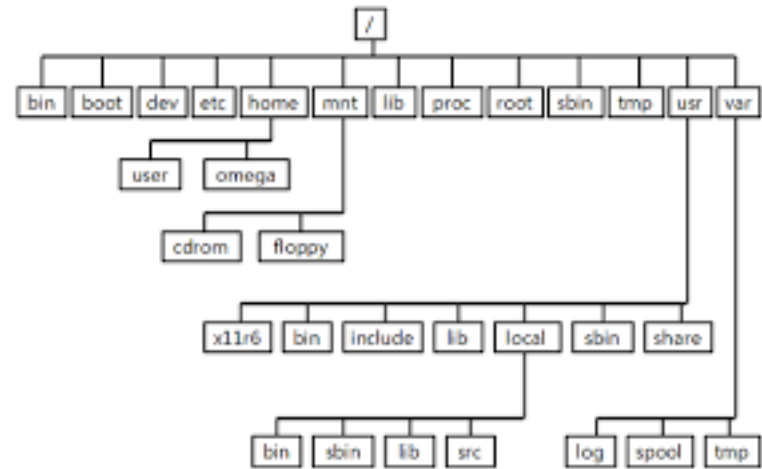 /
bin boot dev etc home mnt lib proc root sbin tmp usr var
user omega
cdrom floppy
x11r6 bin include lib local sbin share
bin sbin lib src log spool tmp